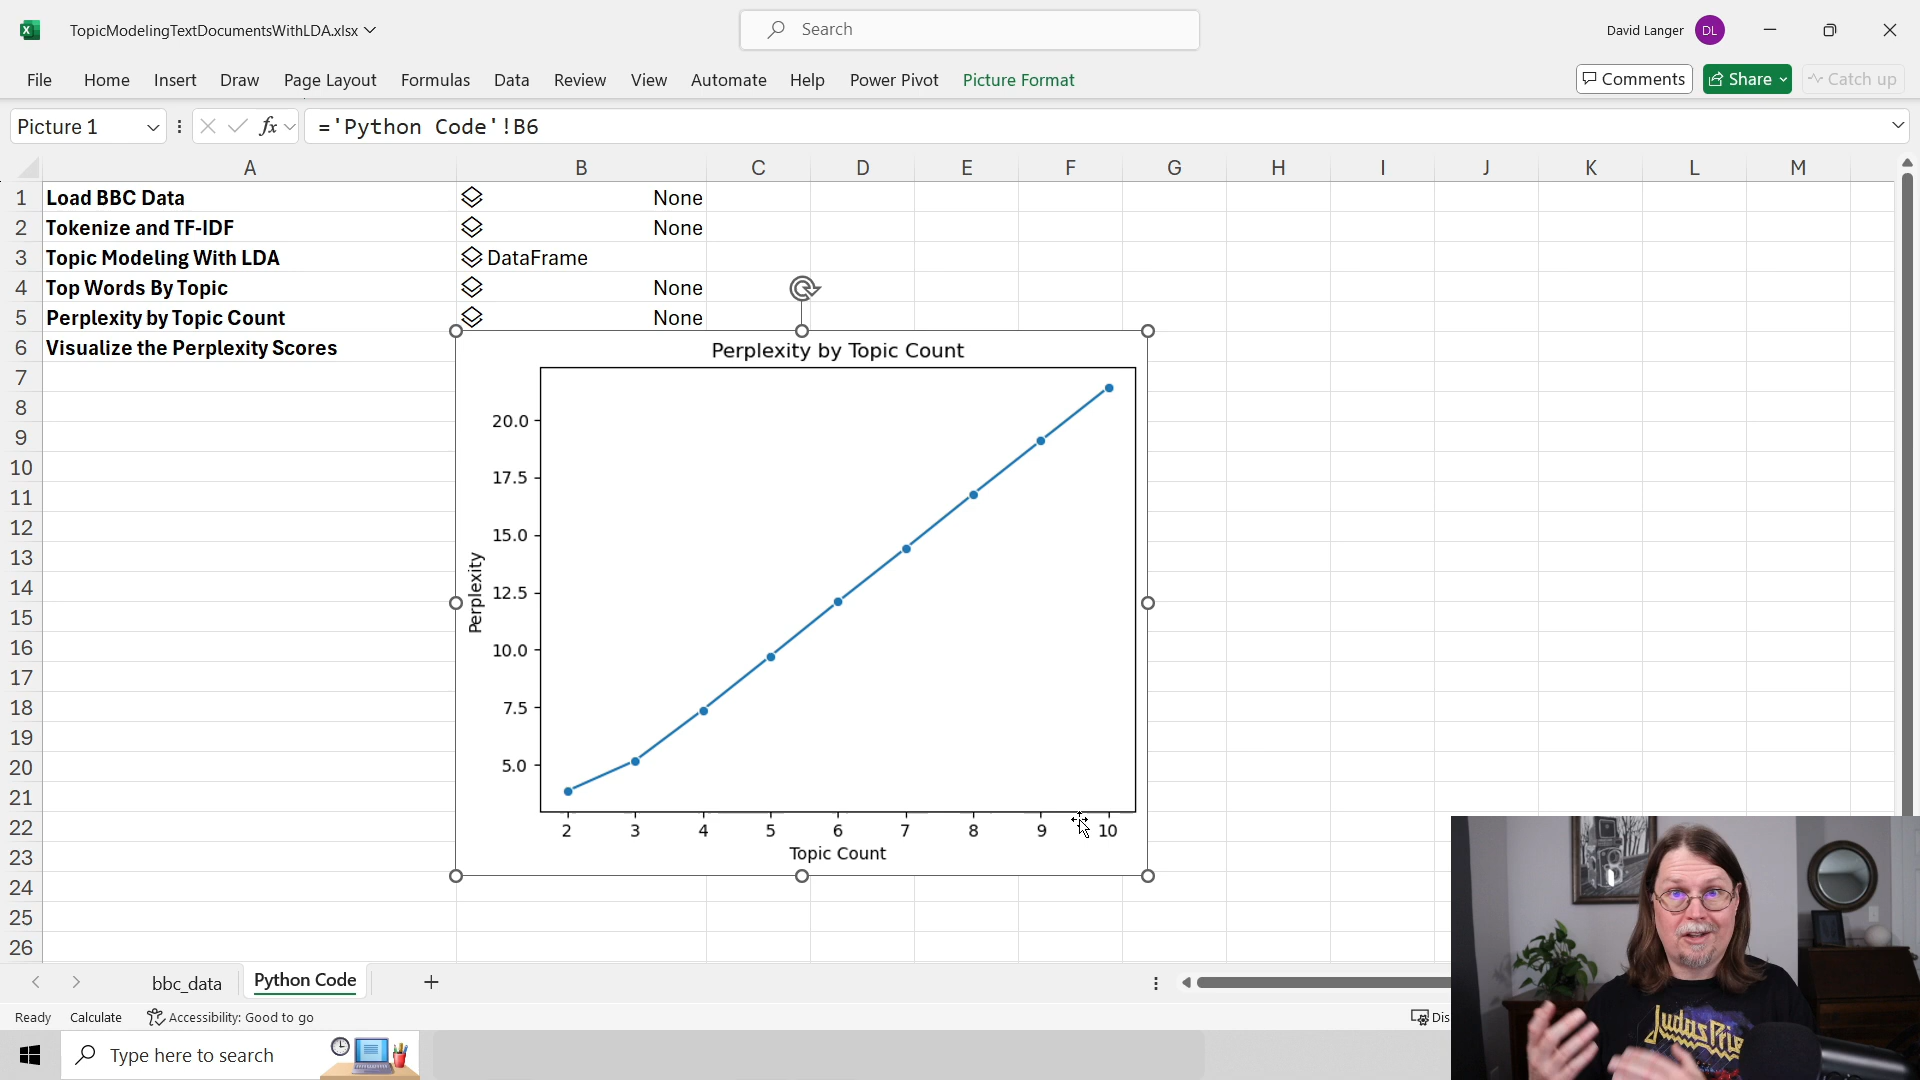 TopicModelingTextDocumentsWithLDA.xlsx
Search
David Langer
DL
File Home Insert Draw Page Layout Formulas Data Review View Automate Help Power Pivot Picture Format
Comments
Share
Catch up
Picture 1
fx
='Python Code'!B6
A B C D E F G H I J K L M
1 Load BBC Data None
2 Tokenize and TF-IDF None
3 Topic Modeling With LDA DataFrame
4 Top Words By Topic None
5 Perplexity by Topic Count None
6 Visualize the Perplexity Scores
7
8
9
10
11
12
13
14
15
16
17
18
19
20
21
22
23
24
25
26
Perplexity by Topic Count
Perplexity
20.0
17.5
15.0
12.5
10.0
7.5
5.0
2 3 4 5 6 7 8 9 10
Topic Count
bbc_data Python Code
Ready Calculate Accessibility: Good to go
Dis
Type here to search
Judas Prie